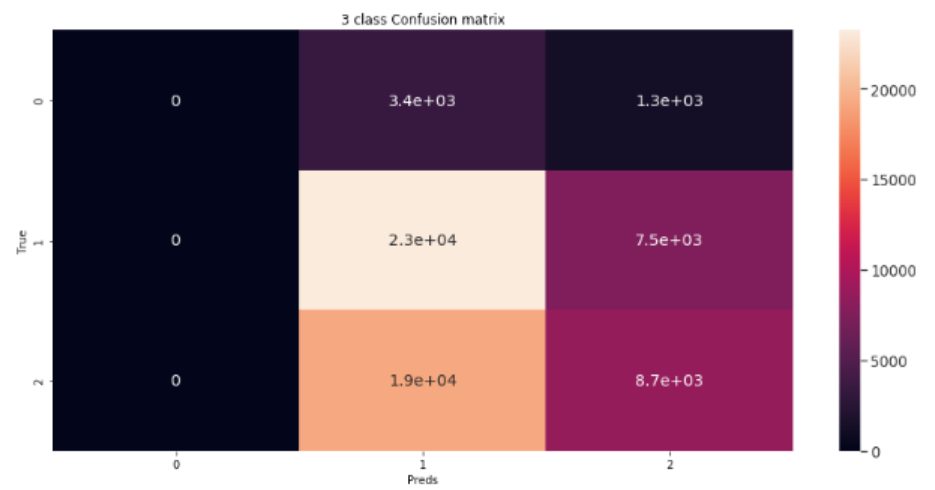 3 class Confusion matrix
0 0 3.4e+03 1.3e+03
True 1 0 2.3e+04 7.5e+03
2 0 1.9e+04 8.7e+03
0 1 2
Preds
20000
15000
10000
5000
0